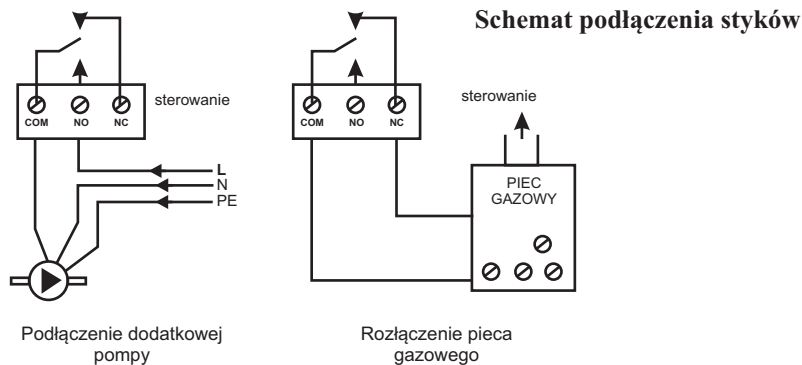 Schemat podłączenia styków
sterowanie
COM NO NC
L
N
PE
Podłączenie dodatkowej
pompy
sterowanie
COM NO NC
PIEC
GAZOWY
Rozłączenie pieca
gazowego